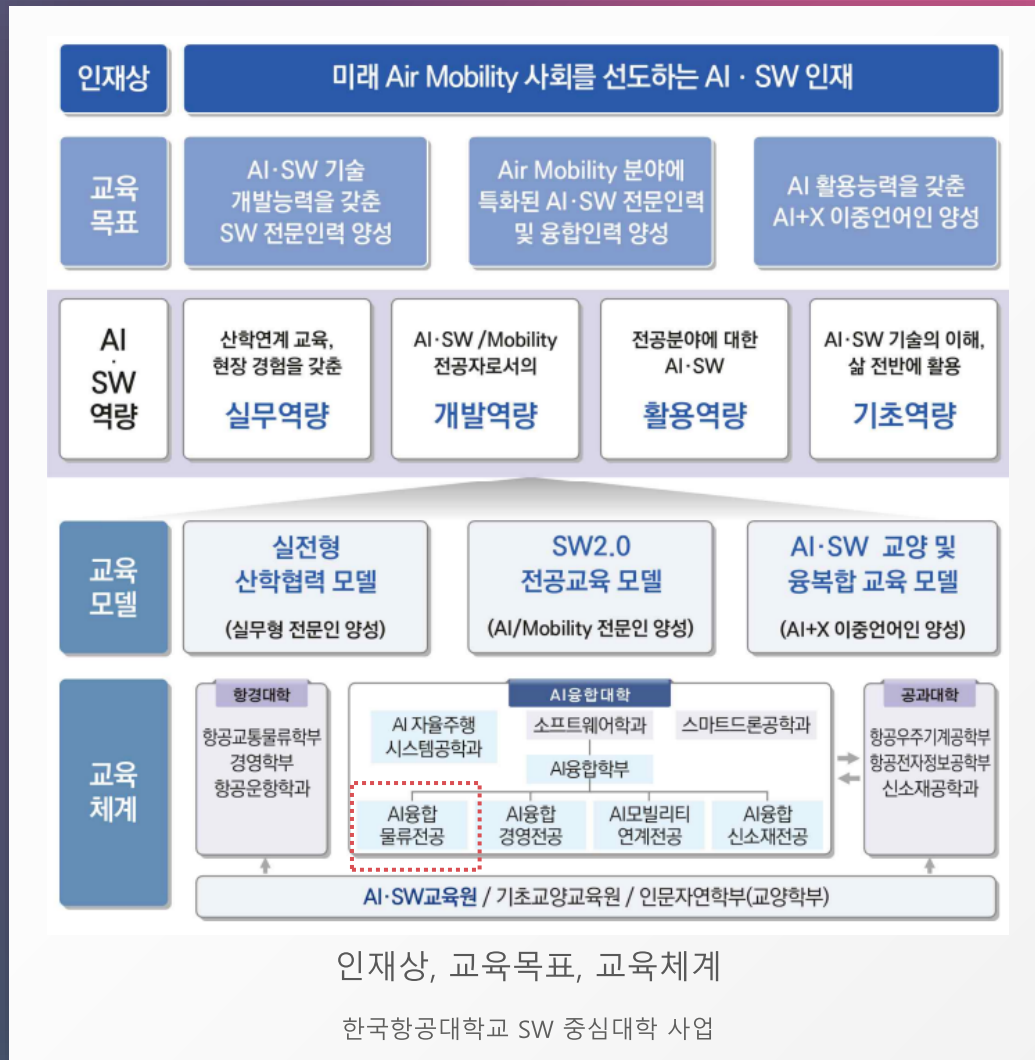 인재상
미래 Air Mobility 사회를 선도하는 AI · SW 인재
교육
목표
AI·SW 기술
개발능력을 갖춘
SW 전문인력 양성
Air Mobility 분야에
특화된 AI·SW 전문인력
및 융합인력 양성
AI 활용능력을 갖춘
AI+X 이중언어인 양성
AI
·
SW
역량
산학연계 교육,
현장 경험을 갖춘
실무역량
AI·SW /Mobility
전공자로서의
개발역량
전공분야에 대한
AI·SW
활용역량
AI·SW 기술의 이해,
삶 전반에 활용
기초역량
교육
모델
실전형
산학협력 모델
(실무형 전문인 양성)
SW2.0
전공교육 모델
(AI/Mobility 전문인 양성)
AI·SW 교양 및
융복합 교육 모델
(AI+X 이중언어인 양성)
교육
체계
항경대학
항공교통물류학부
경영학부
항공운항학과
AI융합대학
AI 자율주행
시스템공학과
소프트웨어학과
스마트드론공학과
AI융합학부
AI융합
물류전공
AI융합
경영전공
AI모빌리티
연계전공
AI융합
신소재전공
공과대학
항공우주기계공학부
항공전자정보공학부
신소재공학과
AI·SW교육원 / 기초교양교육원 / 인문자연학부(교양학부)
인재상, 교육목표, 교육체계
한국항공대학교 SW 중심대학 사업